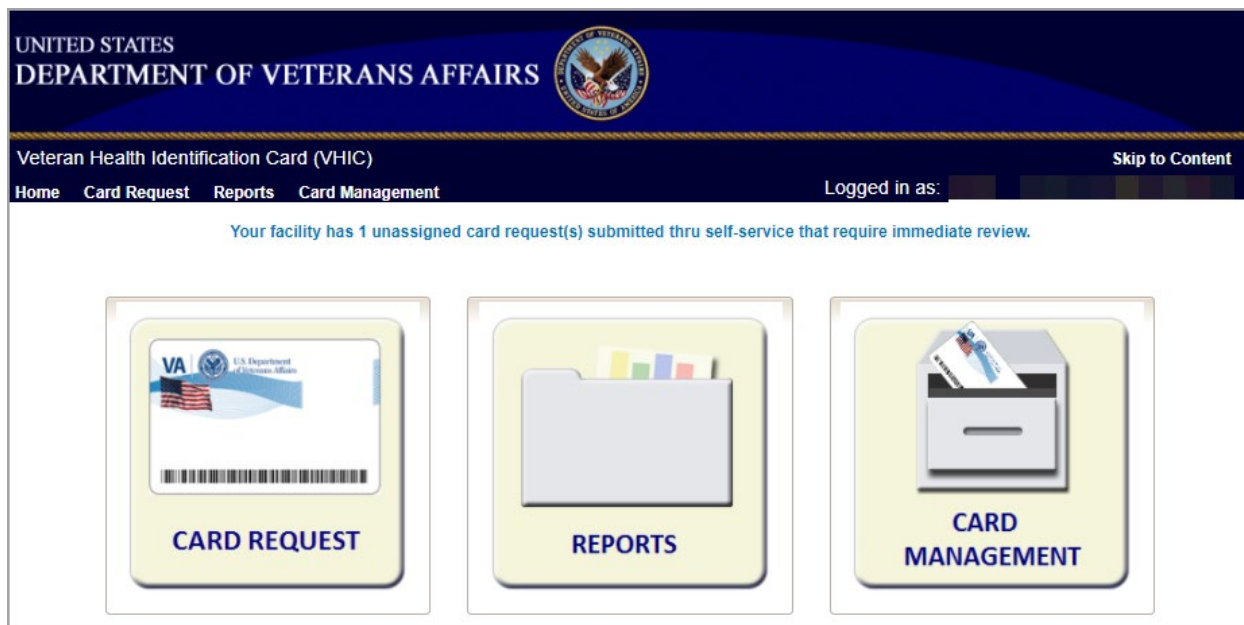 UNITED STATES
DEPARTMENT OF VETERANS AFFAIRS
Veteran Health Identification Card (VHIC)
Skip to Content
Home Card Request Reports Card Management
Logged in as:
Your facility has 1 unassigned card request(s) submitted thru self-service that require immediate review.
VA
U.S. Department
of Veterans Affairs
CARD REQUEST
REPORTS
CARD
MANAGEMENT